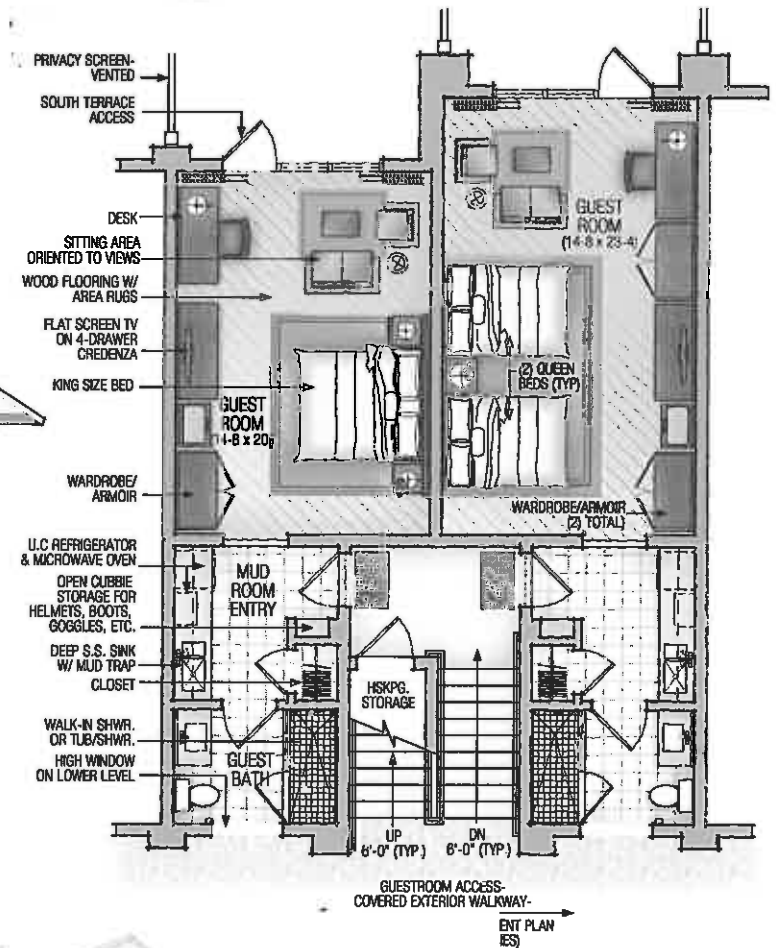 PRIVACY SCREEN-
VENTED
SOUTH TERRACE
ACCESS
DESK
SITTING AREA
ORIENTED TO VIEWS
WOOD FLOORING W/
AREA RUGS
FLAT SCREEN TV
ON 4-DRAWER
CREDENZA
KING SIZE BED
WARDROBE/
ARMOIR
U.C REFRIGERATOR
& MICROWAVE OVEN
OPEN CUBBIE
STORAGE FOR
HELMETS, BOOTS,
GOGGLES, ETC.
DEEP S.S. SINK
W/ MUD TRAP
CLOSET
WALK-IN SHWR.
OR TUB/SHWR.
HIGH WINDOW
ON LOWER LEVEL
GUEST
ROOM
14-8 x 20
GUEST
ROOM
(14-8 x 23-4)
(2) QUEEN
BEDS (TYP)
WARDROBE/ARMOIR
(2) TOTAL)
MUD
ROOM
ENTRY
HSKPG.
STORAGE
GUEST
BATH
UP
6'-0" (TYP.)
DN
6'-0" (TYP.)
GUESTROOM ACCESS-
COVERED EXTERIOR WALKWAY-
ENT PLAN
IES)